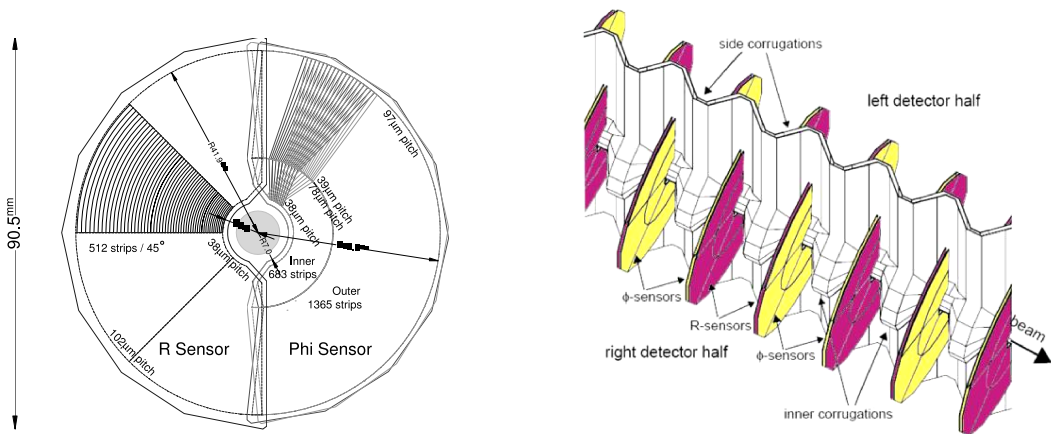 90.5mm
R41.9
97µm pitch
39µm pitch
78µm pitch
38µm pitch
R7.0
512 strips / 45°
38µm pitch
Inner
683 strips
Outer
1365 strips
102µm pitch
R Sensor
Phi Sensor
side corrugations
left detector half
ϕ-sensors
R-sensors
right detector half
ϕ-sensors
beam
inner corrugations